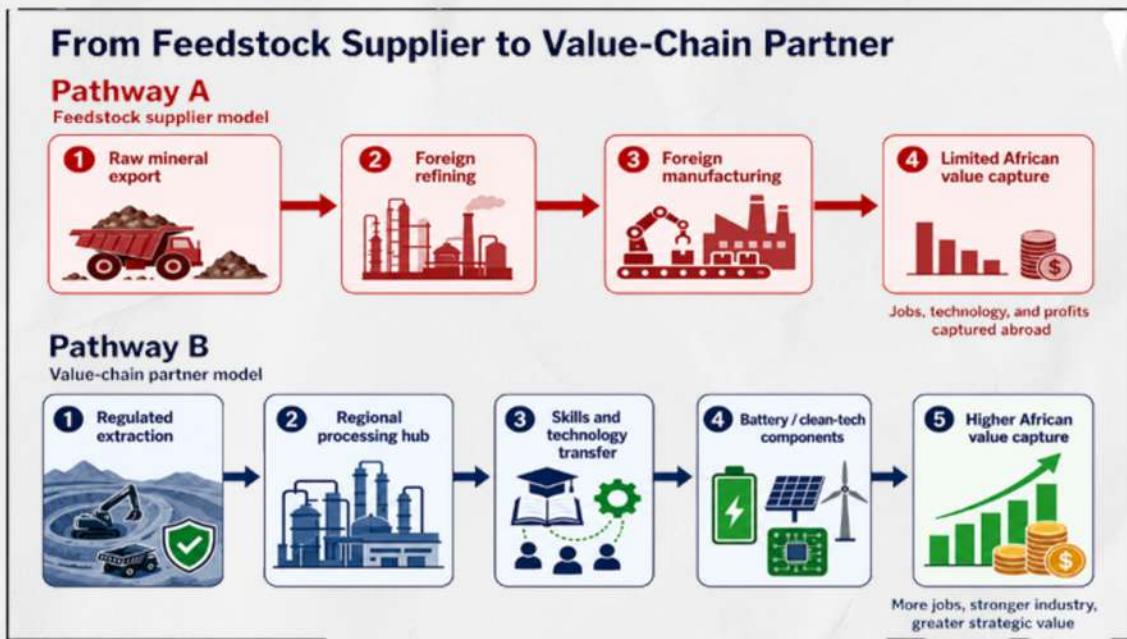 From Feedstock Supplier to Value-Chain Partner
Pathway A
Feedstock supplier model
1 Raw mineral
export
2 Foreign
refining
3 Foreign
manufacturing
4 Limited African
value capture
$
Jobs, technology, and profits
captured abroad
Pathway B
Value-chain partner model
1 Regulated
extraction
2 Regional
processing hub
3 Skills and
technology
transfer
4 Battery / clean-tech
components
5 Higher African
value capture
$
More jobs, stronger industry,
greater strategic value